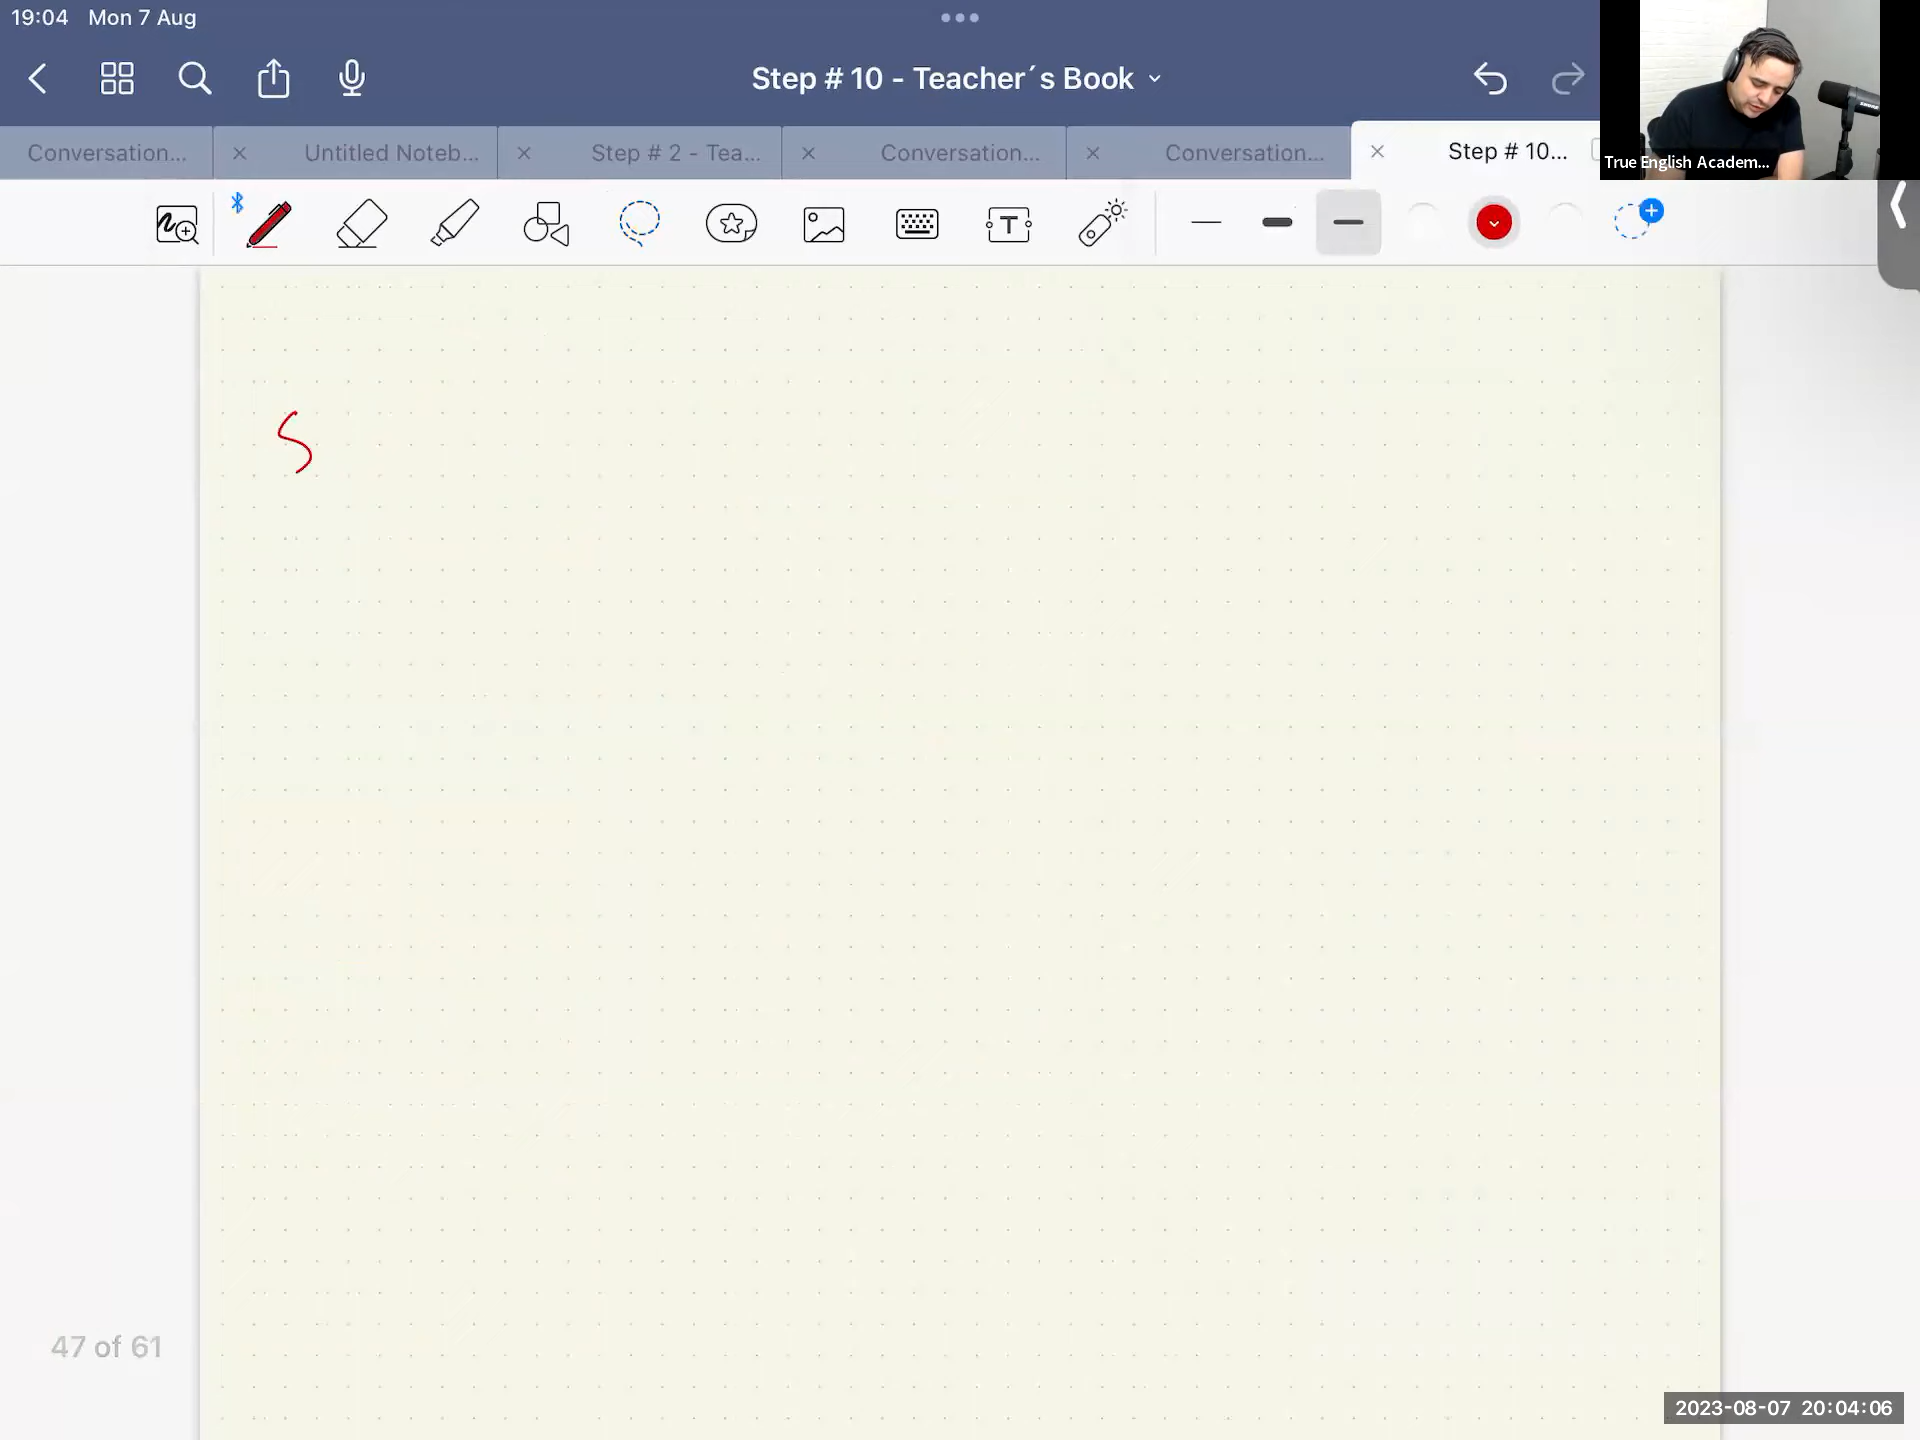 19:04 Mon 7 Aug
Step # 10 - Teacher´s Book
Conversation...
Untitled Noteb...
Step # 2 - Tea...
Conversation...
Conversation...
Step # 10...
True English Academ...
T
S
47 of 61
2023-08-07 20:04:06